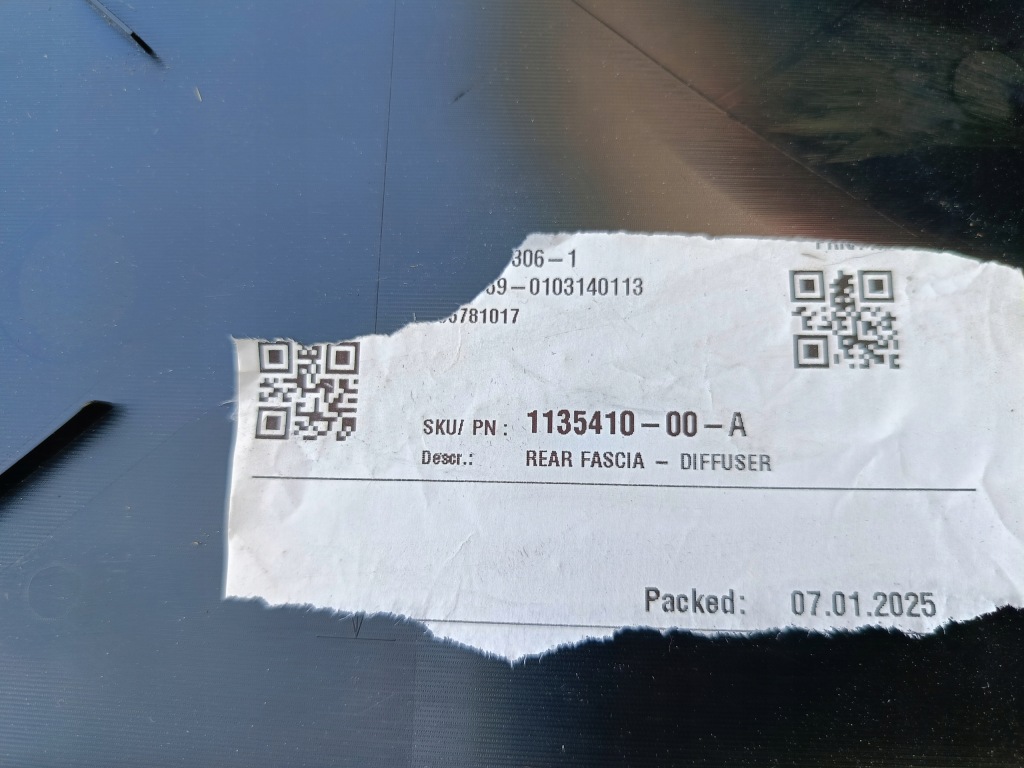 306-1
-0103140113
781017
SKU/ PN : 1135410-00-A
Descr.: REAR FASCIA - DIFFUSER
Packed: 07.01.2025